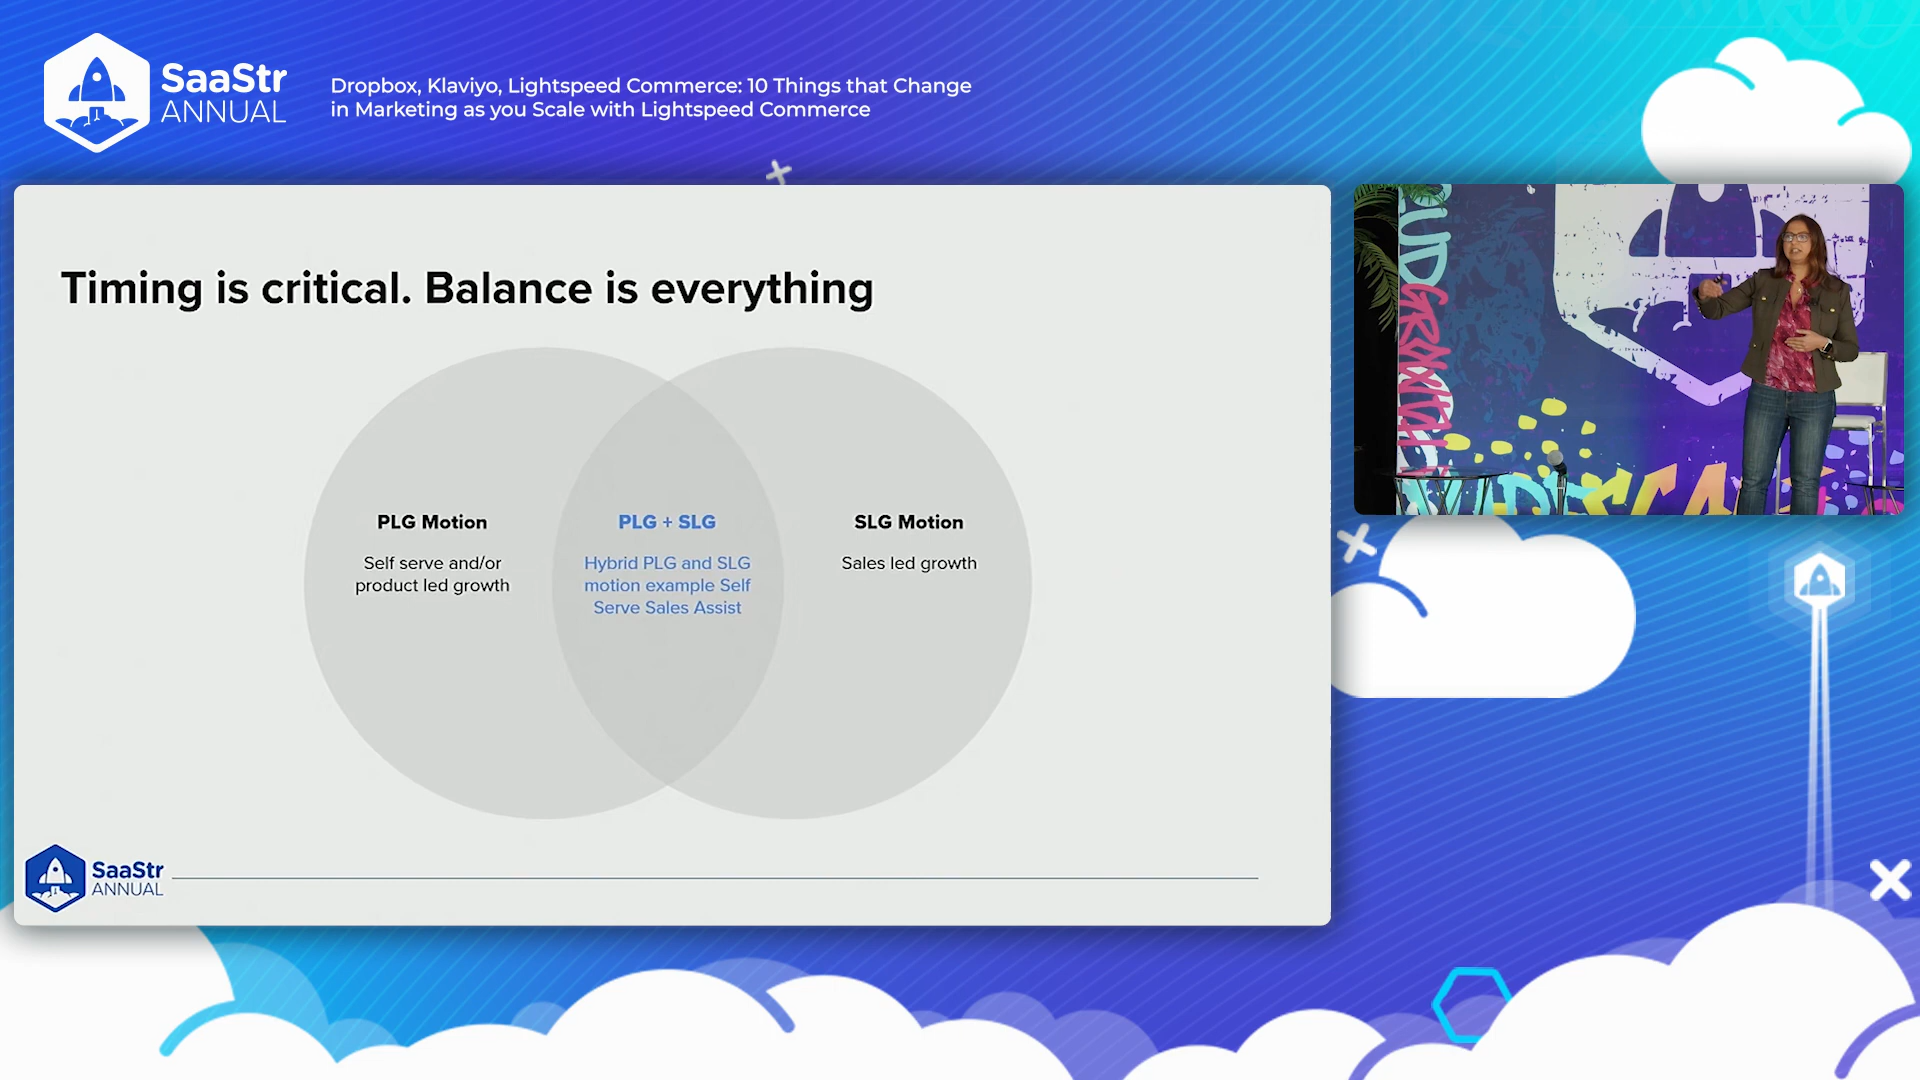 SaaStr
ANNUAL
Dropbox, Klaviyo, Lightspeed Commerce: 10 Things that Change
in Marketing as you Scale with Lightspeed Commerce
Timing is critical. Balance is everything
PLG Motion
Self serve and/or
product led growth
PLG + SLG
Hybrid PLG and SLG
motion example Self
Serve Sales Assist
SLG Motion
Sales led growth
SaaStr
ANNUAL
GROWTH